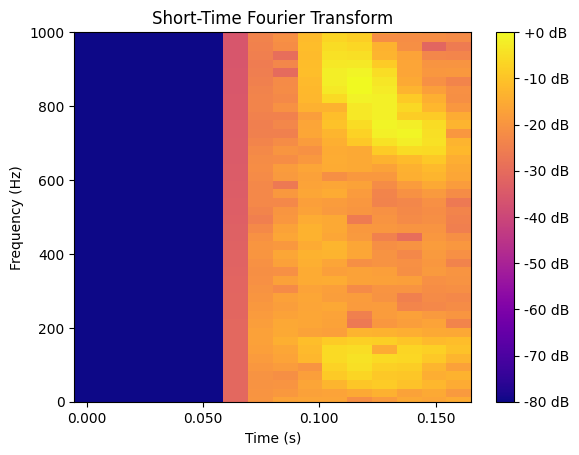 Short-Time Fourier Transform
1000
800
600
400
200
0
Frequency (Hz)
0.000
0.050
0.100
0.150
Time (s)
+0 dB
-10 dB
-20 dB
-30 dB
-40 dB
-50 dB
-60 dB
-70 dB
-80 dB